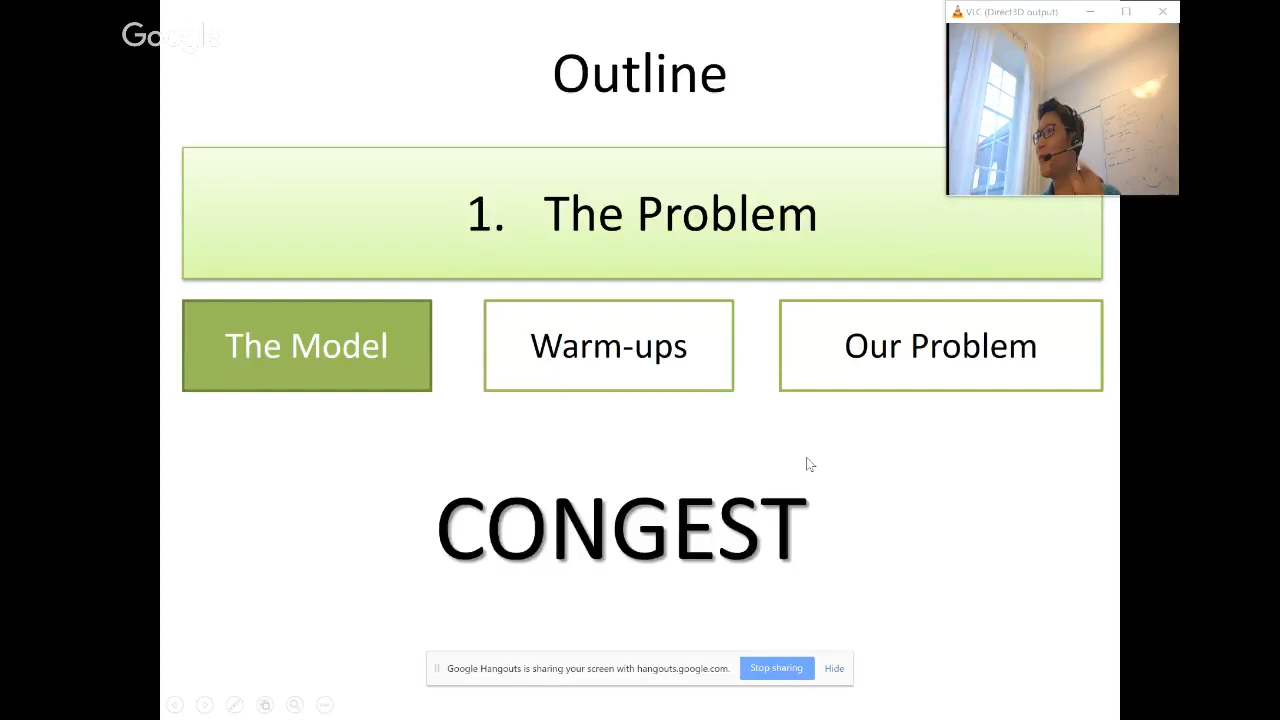 Google
VLC (Direct3D output)
Outline
1. The Problem
The Model
Warm-ups
Our Problem
CONGEST
Google Hangouts is sharing your screen with hangouts.google.com.
Stop sharing
Hide